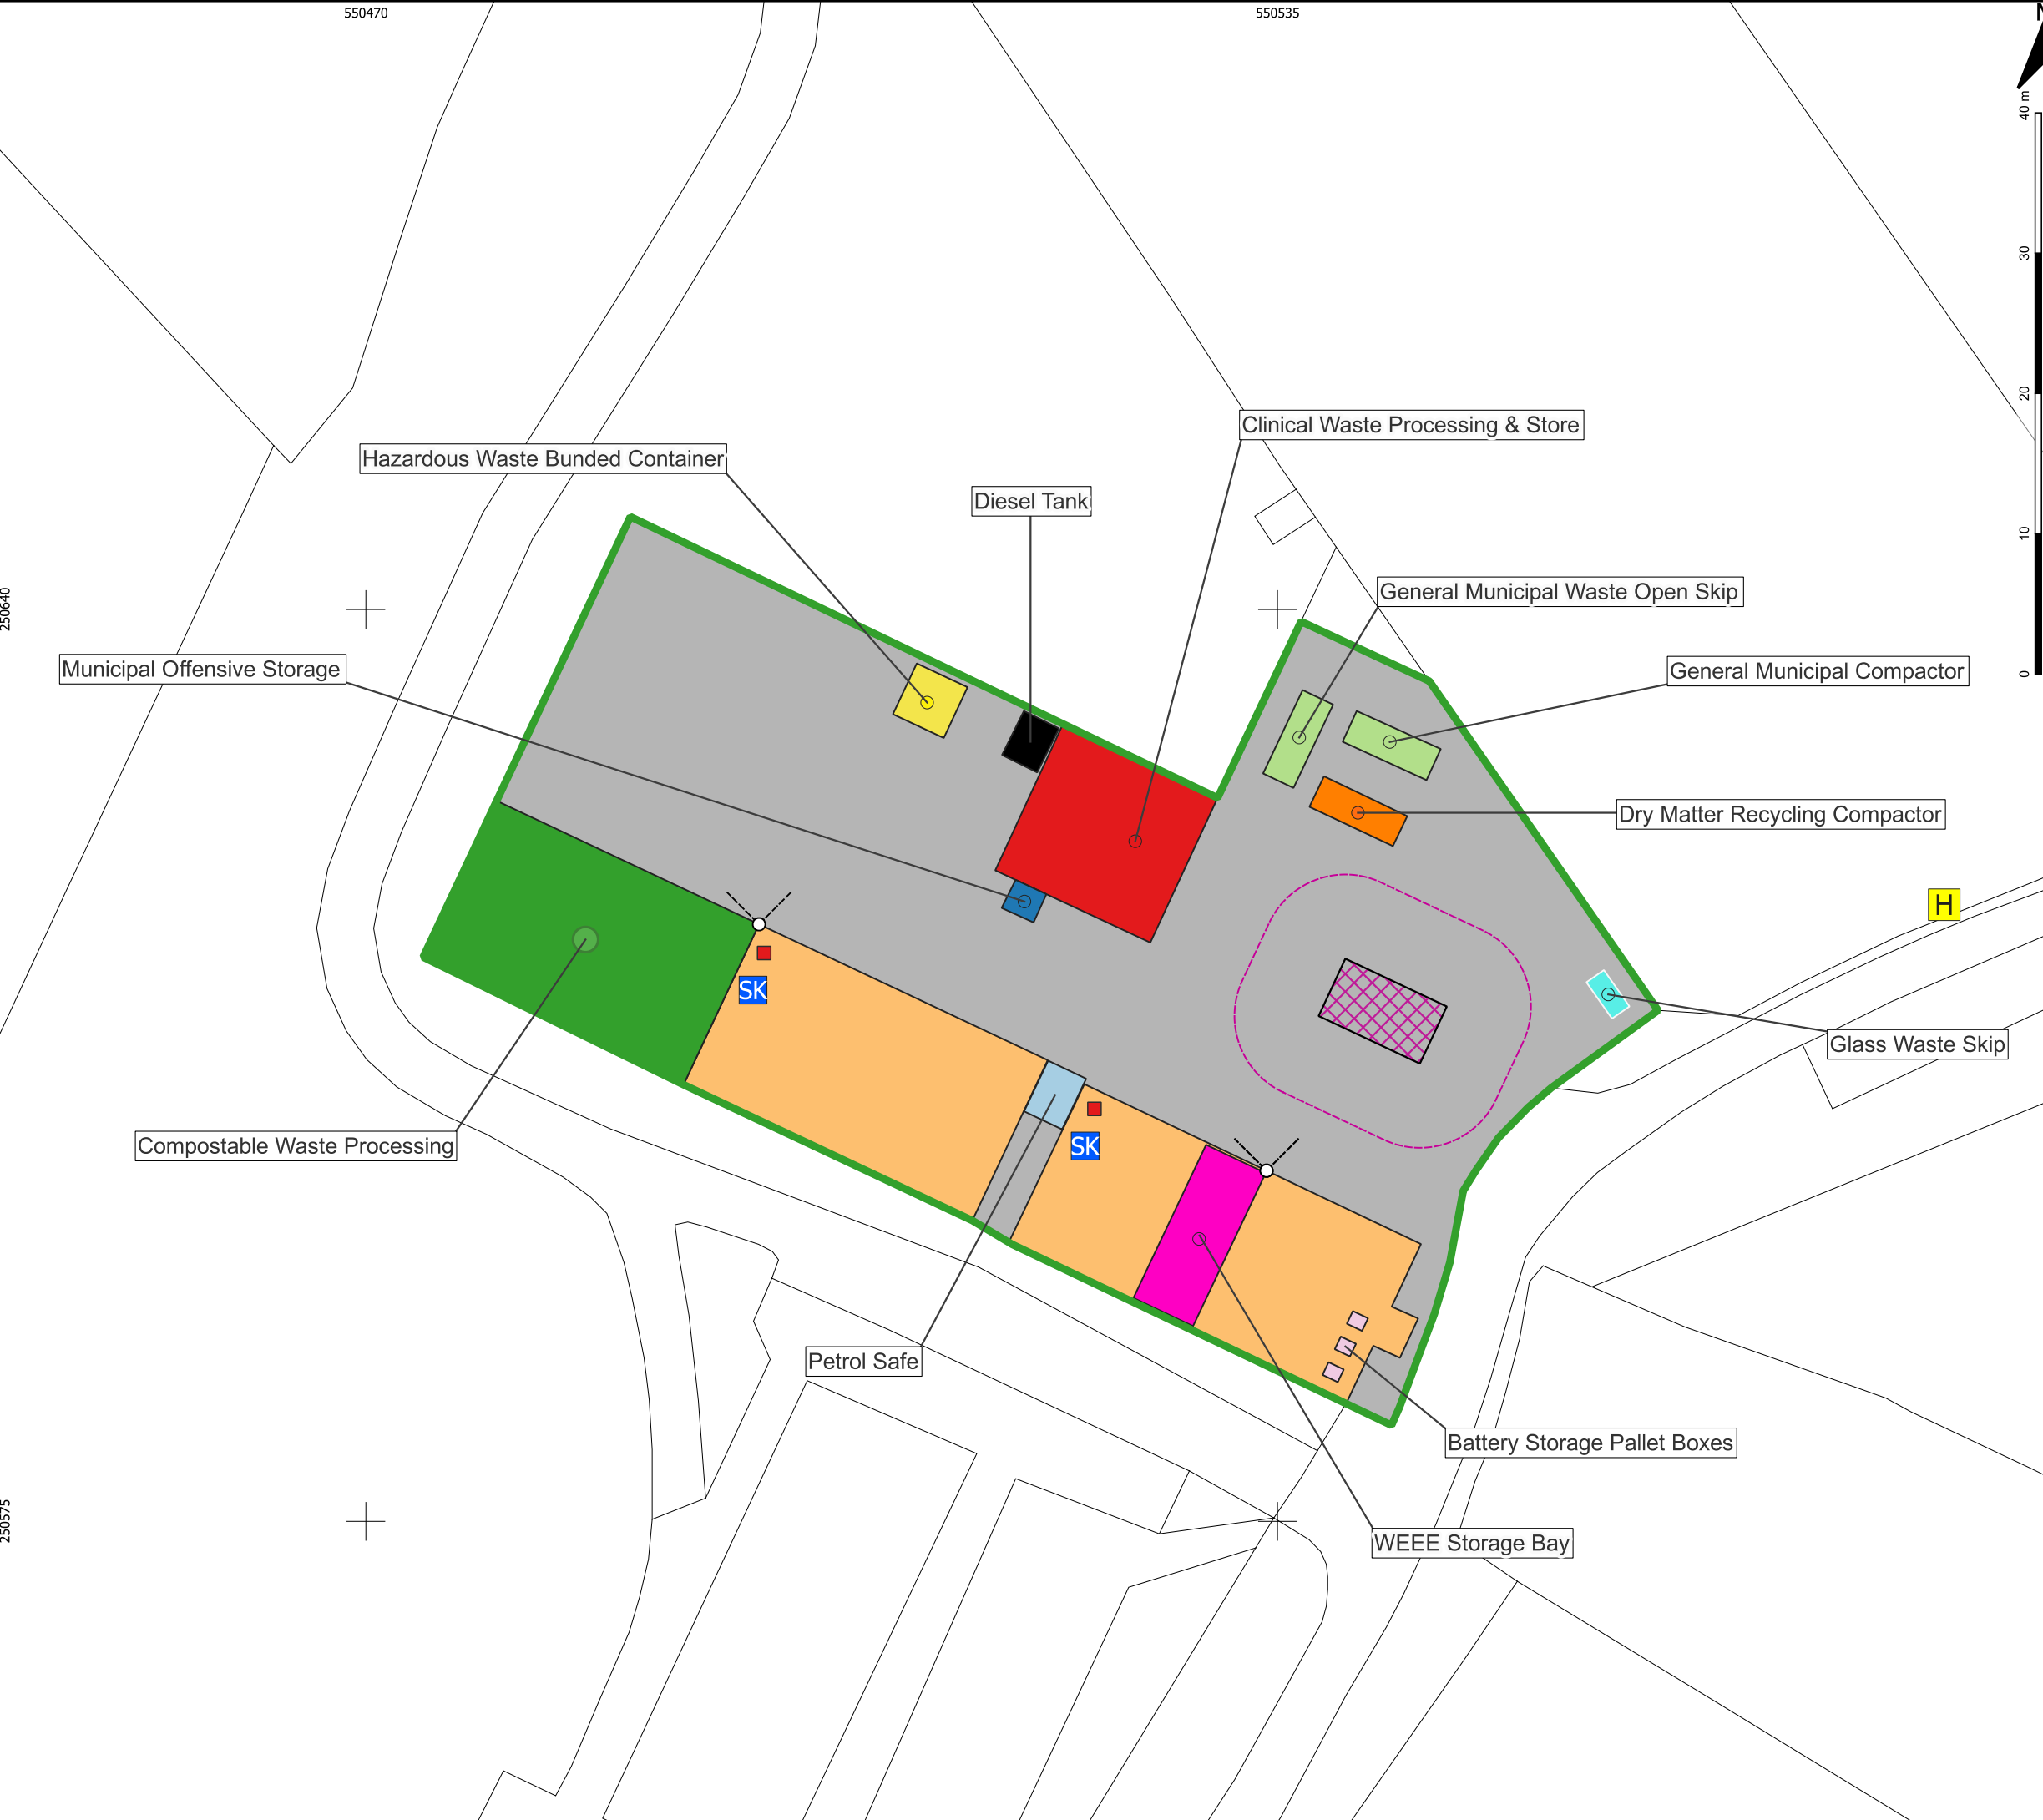 550470
550535
N
40 m
30
20
10
0
Clinical Waste Processing & Store
Hazardous Waste Bunded Container
Diesel Tank
General Municipal Waste Open Skip
250640
Municipal Offensive Storage
General Municipal Compactor
Dry Matter Recycling Compactor
H
SK
Glass Waste Skip
Compostable Waste Processing
SK
Petrol Safe
Battery Storage Pallet Boxes
250575
WEEE Storage Bay